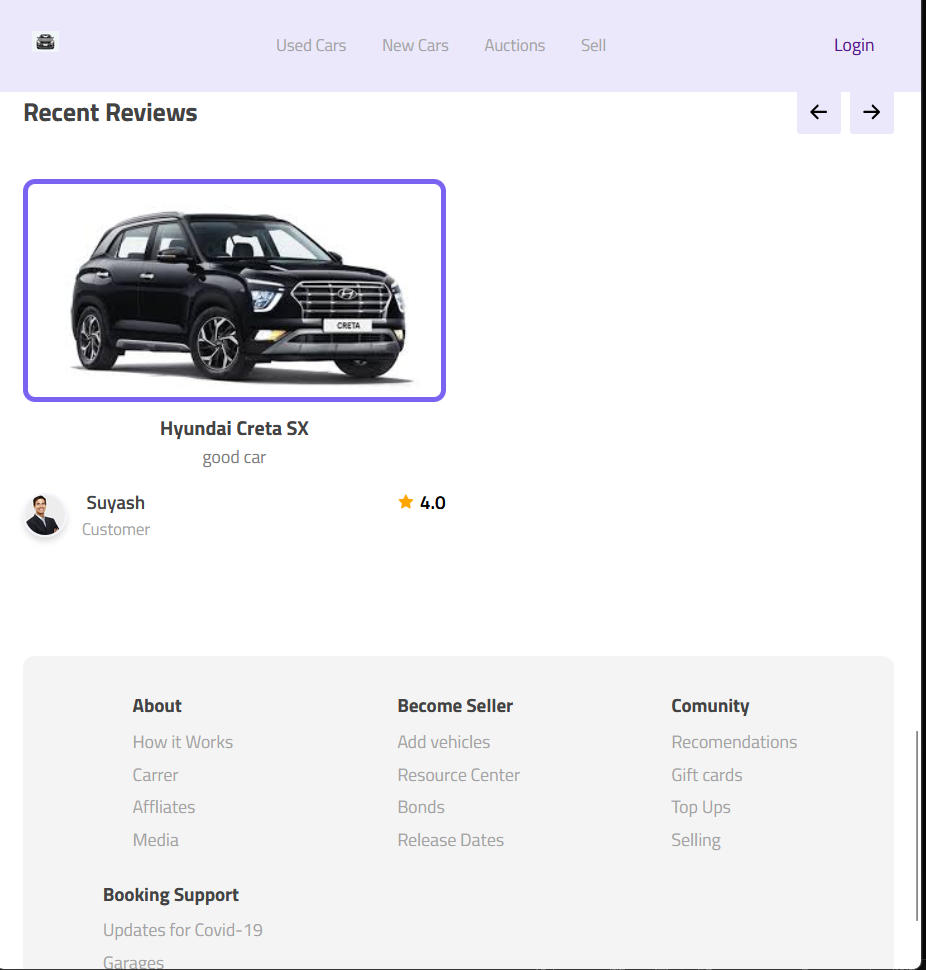 Used Cars New Cars Auctions Sell Login
Recent Reviews
CRETA
Hyundai Creta SX
good car
Suyash 4.0
Customer
About
How it Works
Carrer
Affliates
Media
Become Seller
Add vehicles
Resource Center
Bonds
Release Dates
Comunity
Recomendations
Gift cards
Top Ups
Selling
Booking Support
Updates for Covid-19
Garages